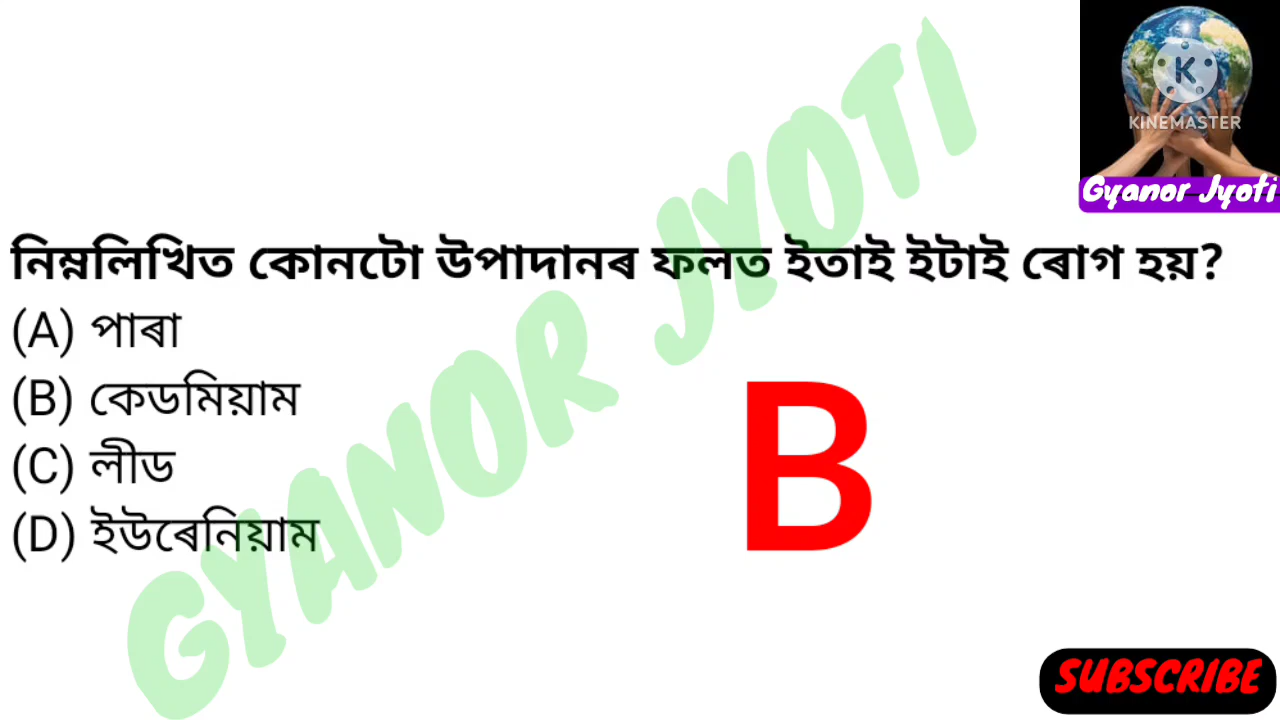 K
KINEMASTER
Gyanor Jyoti
GYANOR JYOTI
নিম্নলিখিত কোনটো উপাদানৰ ফলত ইতাই ইটাই ৰোগ হয়?
(A) পাৰা
(B) কেডমিয়াম
(C) লীড
(D) ইউৰেনিয়াম
B
SUBSCRIBE